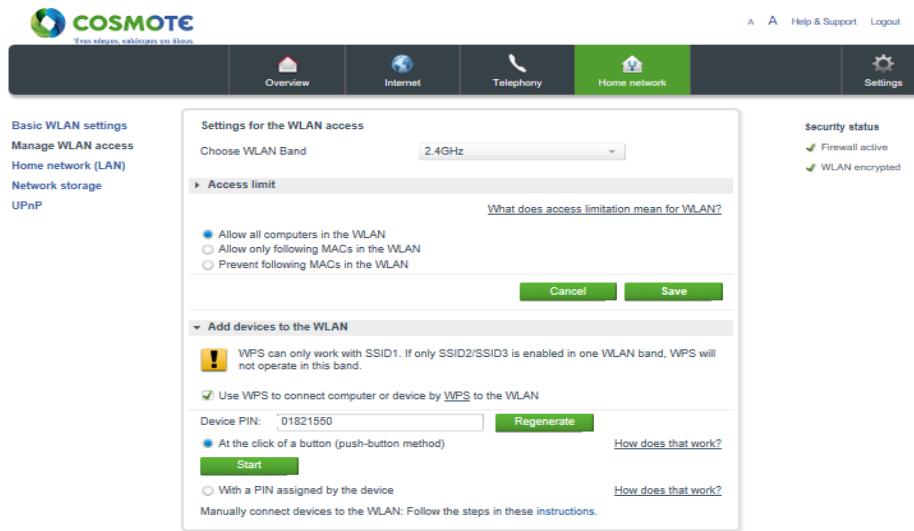 COSMOTE
Ένας κόσμος, καλύτερος για όλους.
A A Help & Support Logout
Overview Internet Telephony Home network Settings
Basic WLAN settings
Manage WLAN access
Home network (LAN)
Network storage
UPnP
Settings for the WLAN access
Choose WLAN Band 2.4GHz
Access limit
What does access limitation mean for WLAN?
Allow all computers in the WLAN
Allow only following MACs in the WLAN
Prevent following MACs in the WLAN
Cancel Save
Add devices to the WLAN
WPS can only work with SSID1. If only SSID2/SSID3 is enabled in one WLAN band, WPS will
not operate in this band.
Use WPS to connect computer or device by WPS to the WLAN
Device PIN: 01821550 Regenerate
At the click of a button (push-button method) How does that work?
Start
With a PIN assigned by the device How does that work?
Manually connect devices to the WLAN: Follow the steps in these instructions.
Security status
Firewall active
WLAN encrypted